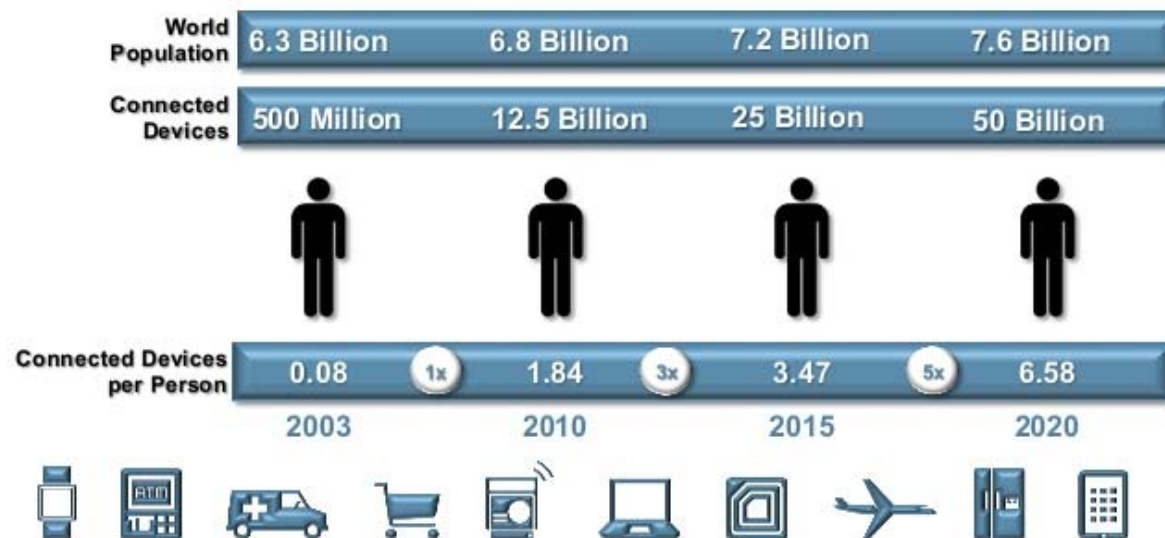 World
Population
6.3 Billion 6.8 Billion 7.2 Billion 7.6 Billion
Connected
Devices
500 Million 12.5 Billion 25 Billion 50 Billion
Connected Devices
per Person
0.08 1x 1.84 3x 3.47 5x 6.58
2003 2010 2015 2020
ATM